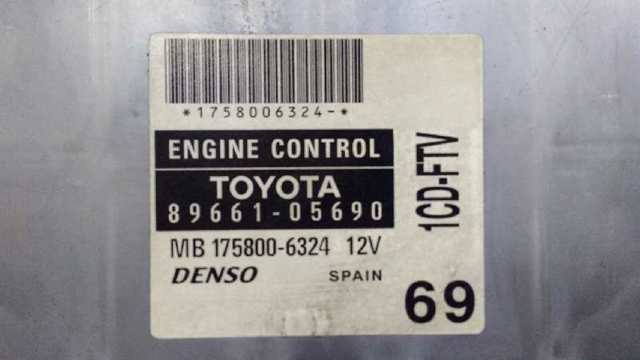 *1758006324-*
ENGINE CONTROL
TOYOTA
89661-05690
MB 175800-6324 12V
DENSO SPAIN
1CD-FTV
69